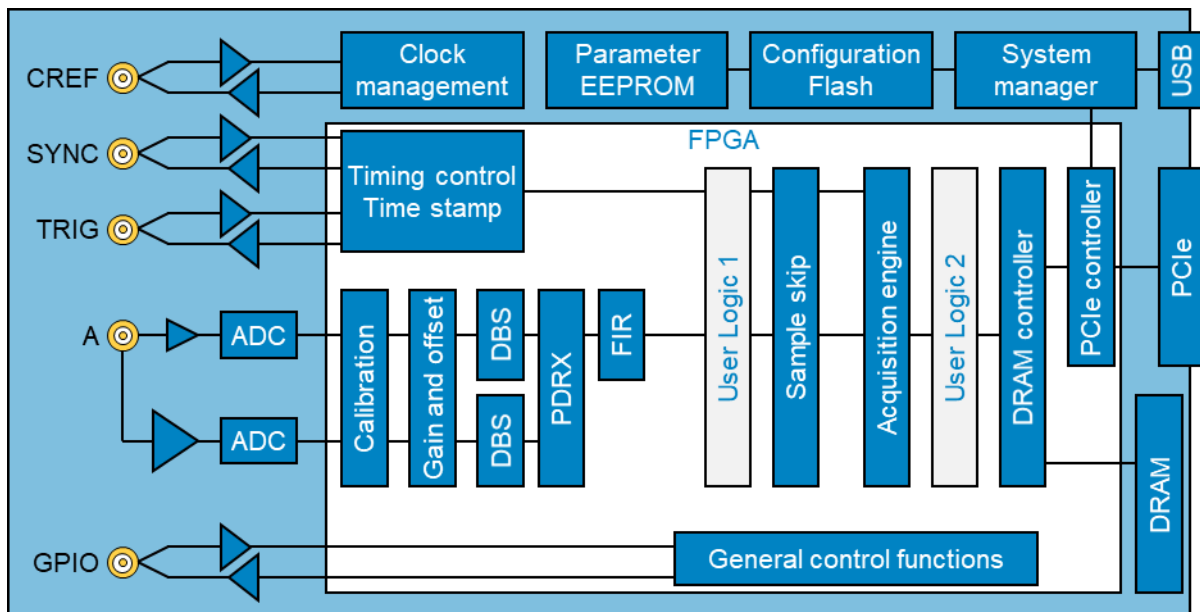 CREF
Clock
management
Parameter
EEPROM
Configuration
Flash
System
manager
USB
SYNC
TRIG
FPGA
Timing control
Time stamp
A
ADC
ADC
Calibration
Gain and offset
DBS
DBS
PDRX
FIR
User Logic 1
Sample skip
Acquisition engine
User Logic 2
DRAM controller
PCIe controller
PCIe
DRAM
GPIO
General control functions